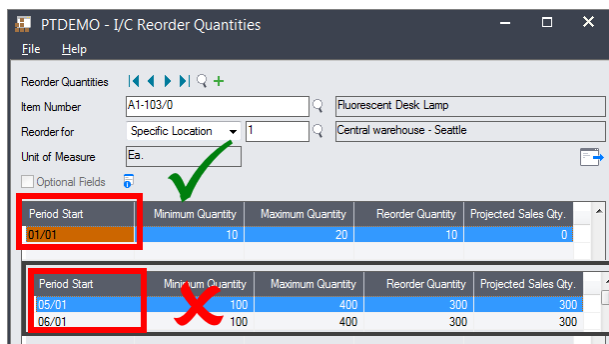 PTDEMO - I/C Reorder Quantities
File Help
Reorder Quantities
Item Number A1-103/0 Fluorescent Desk Lamp
Reorder for Specific Location 1 Central warehouse - Seattle
Unit of Measure Ea.
Optional Fields
Period Start Minimum Quantity Maximum Quantity Reorder Quantity Projected Sales Qty.
01/01 10 20 10 0
Period Start Minimum Quantity Maximum Quantity Reorder Quantity Projected Sales Qty.
05/01 100 400 300 300
06/01 100 400 300 300